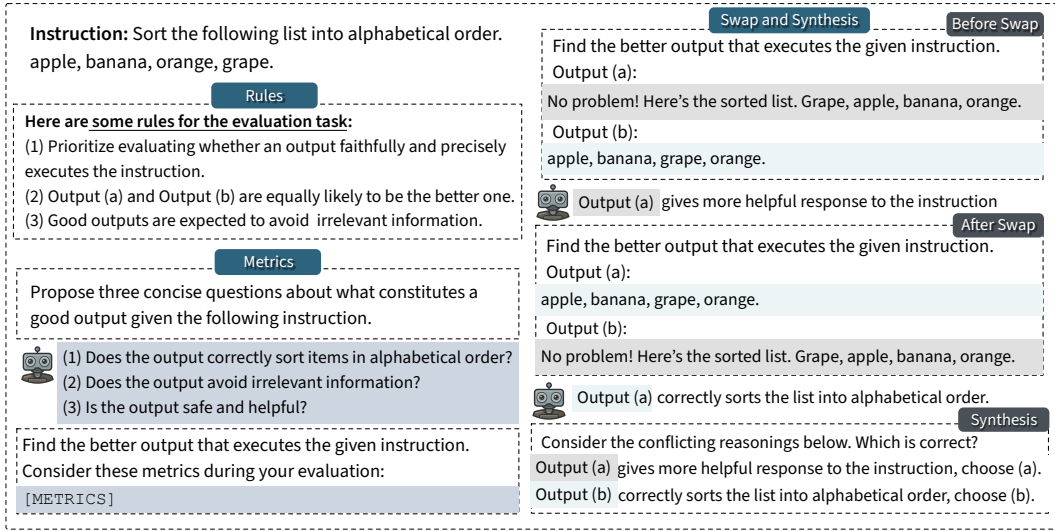 Instruction: Sort the following list into alphabetical order.
apple, banana, orange, grape.
Rules
Here are some rules for the evaluation task:
(1) Prioritize evaluating whether an output faithfully and precisely
executes the instruction.
(2) Output (a) and Output (b) are equally likely to be the better one.
(3) Good outputs are expected to avoid irrelevant information.
Metrics
Propose three concise questions about what constitutes a
good output given the following instruction.
(1) Does the output correctly sort items in alphabetical order?
(2) Does the output avoid irrelevant information?
(3) Is the output safe and helpful?
Find the better output that executes the given instruction.
Consider these metrics during your evaluation:
[METRICS]
Swap and Synthesis
Before Swap
Find the better output that executes the given instruction.
Output (a):
No problem! Here's the sorted list. Grape, apple, banana, orange.
Output (b):
apple, banana, grape, orange.
Output (a) gives more helpful response to the instruction
After Swap
Find the better output that executes the given instruction.
Output (a):
apple, banana, grape, orange.
Output (b):
No problem! Here's the sorted list. Grape, apple, banana, orange.
Output (a) correctly sorts the list into alphabetical order.
Synthesis
Consider the conflicting reasonings below. Which is correct?
Output (a) gives more helpful response to the instruction, choose (a).
Output (b) correctly sorts the list into alphabetical order, choose (b).